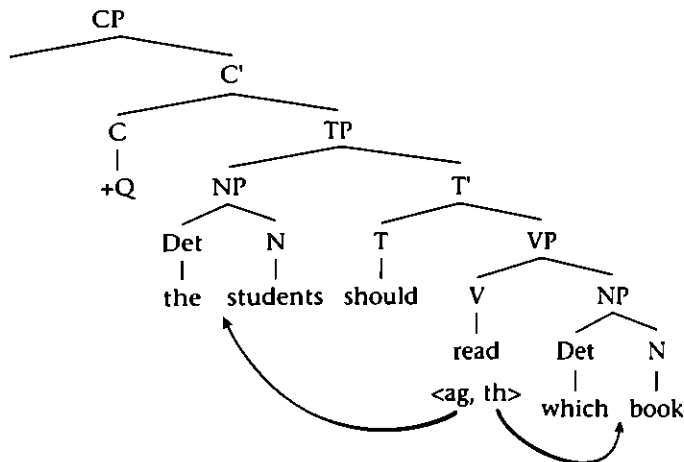 CP
C'
C TP
+Q NP T'
Det N T VP
the students should V NP
read Det N
<ag, th> which book